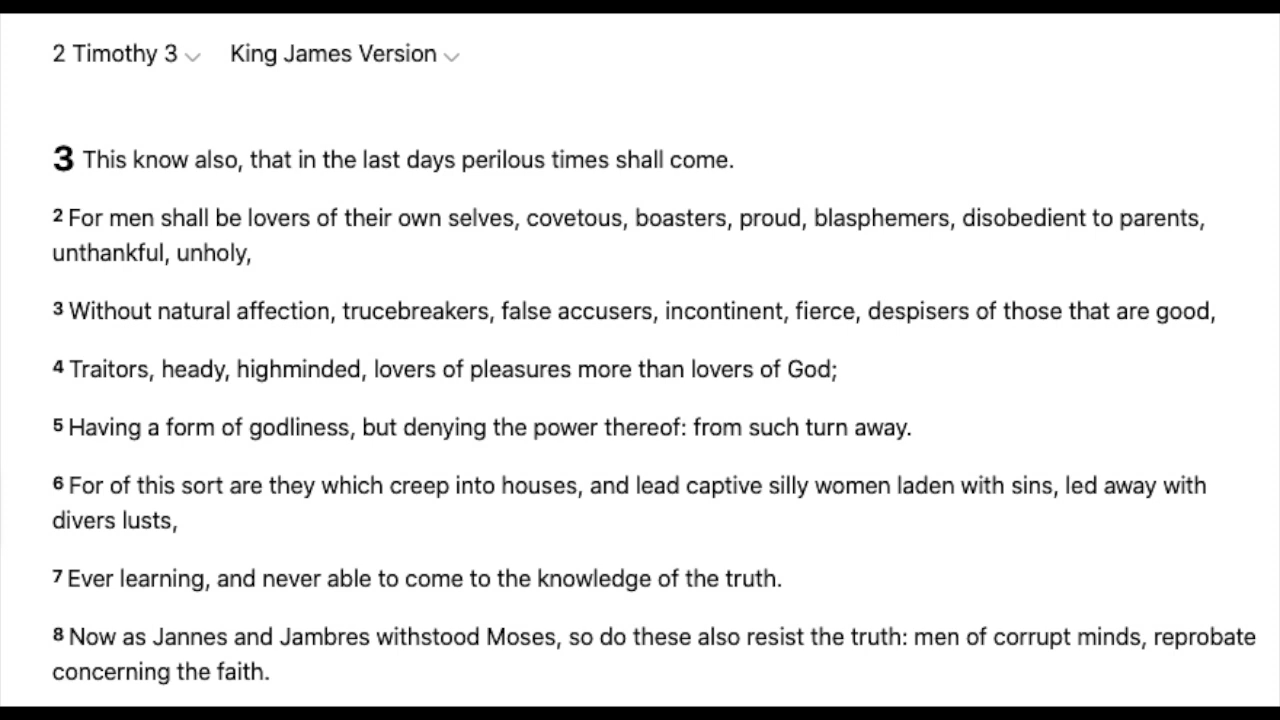 2 Timothy 3 King James Version
3 This know also, that in the last days perilous times shall come.
2 For men shall be lovers of their own selves, covetous, boasters, proud, blasphemers, disobedient to parents,
unthankful, unholy,
3 Without natural affection, trucebreakers, false accusers, incontinent, fierce, despisers of those that are good,
4 Traitors, heady, highminded, lovers of pleasures more than lovers of God;
5 Having a form of godliness, but denying the power thereof: from such turn away.
6 For of this sort are they which creep into houses, and lead captive silly women laden with sins, led away with
divers lusts,
7 Ever learning, and never able to come to the knowledge of the truth.
8 Now as Jannes and Jambres withstood Moses, so do these also resist the truth: men of corrupt minds, reprobate
concerning the faith.